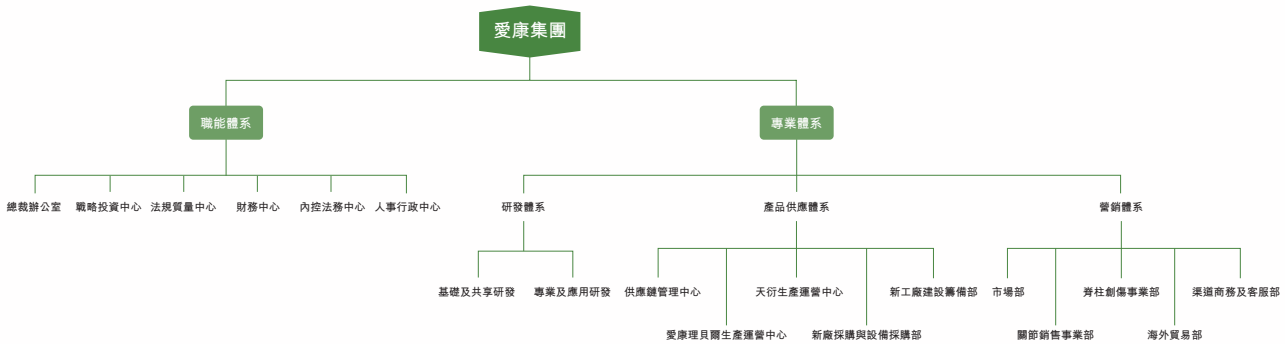 愛康集團
職能體系
專業體系
總裁辦公室
戰略投資中心
法規質量中心
財務中心
內控法務中心
人事行政中心
研發體系
產品供應體系
營銷體系
基礎及共享研發
專業及應用研發
供應鏈管理中心
天衍生產運營中心
新工廠建設籌備部
市場部
脊柱創傷事業部
渠道商務及客服部
愛康理貝爾生產運營中心
新廠採購與設備採購部
關節銷售事業部
海外貿易部